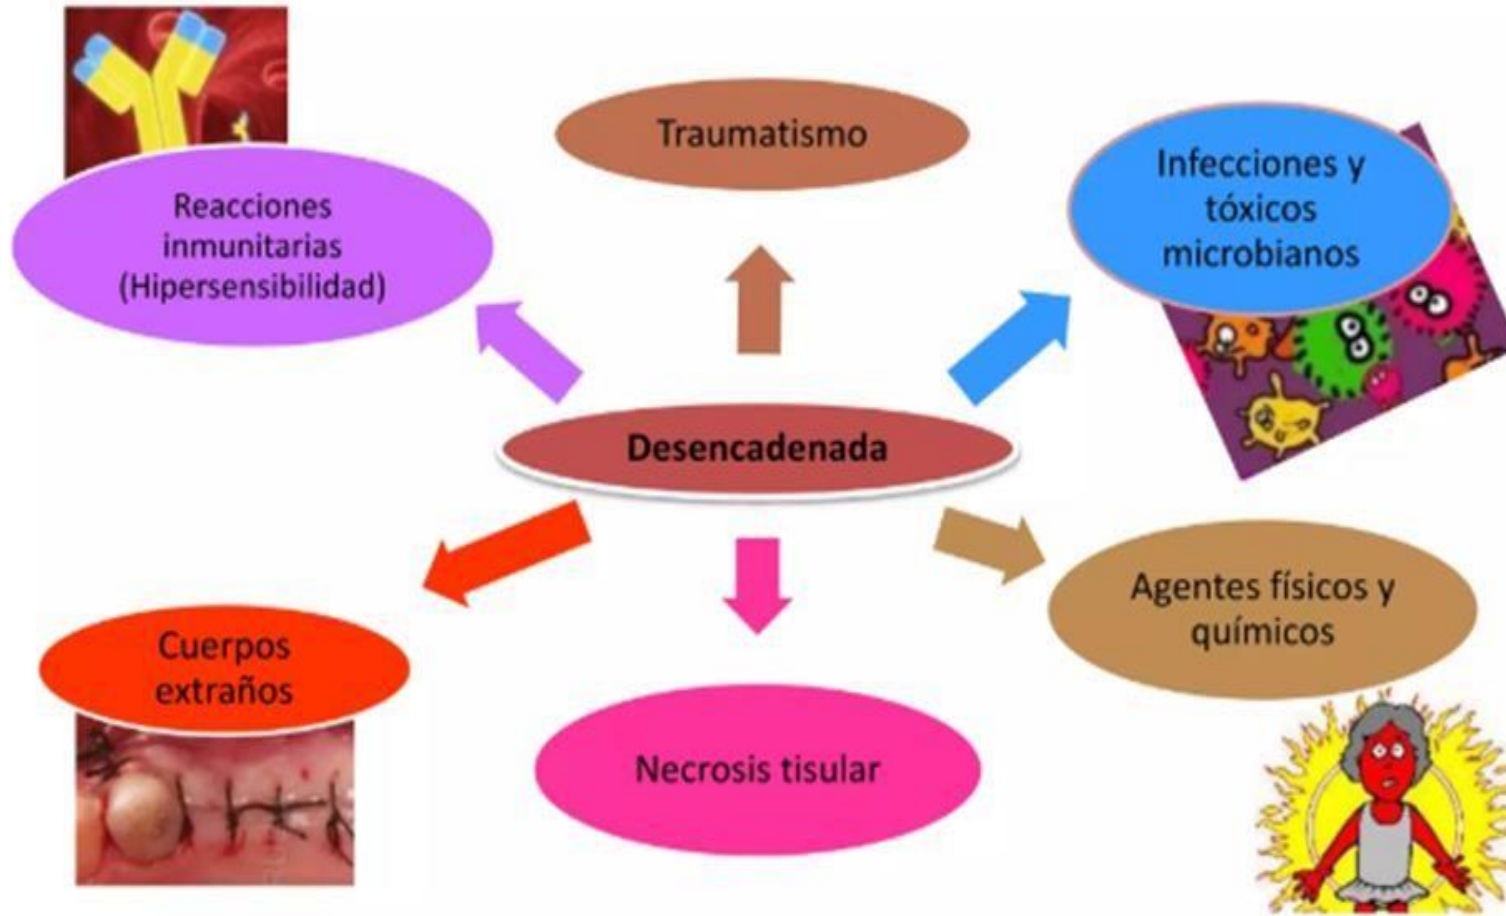 Traumatismo
Infecciones y
tóxicos
microbianos
Reacciones
inmunitarias
(Hipersensibilidad)
Desencadenada
Agentes físicos y
químicos
Cuerpos
extraños
Necrosis tisular